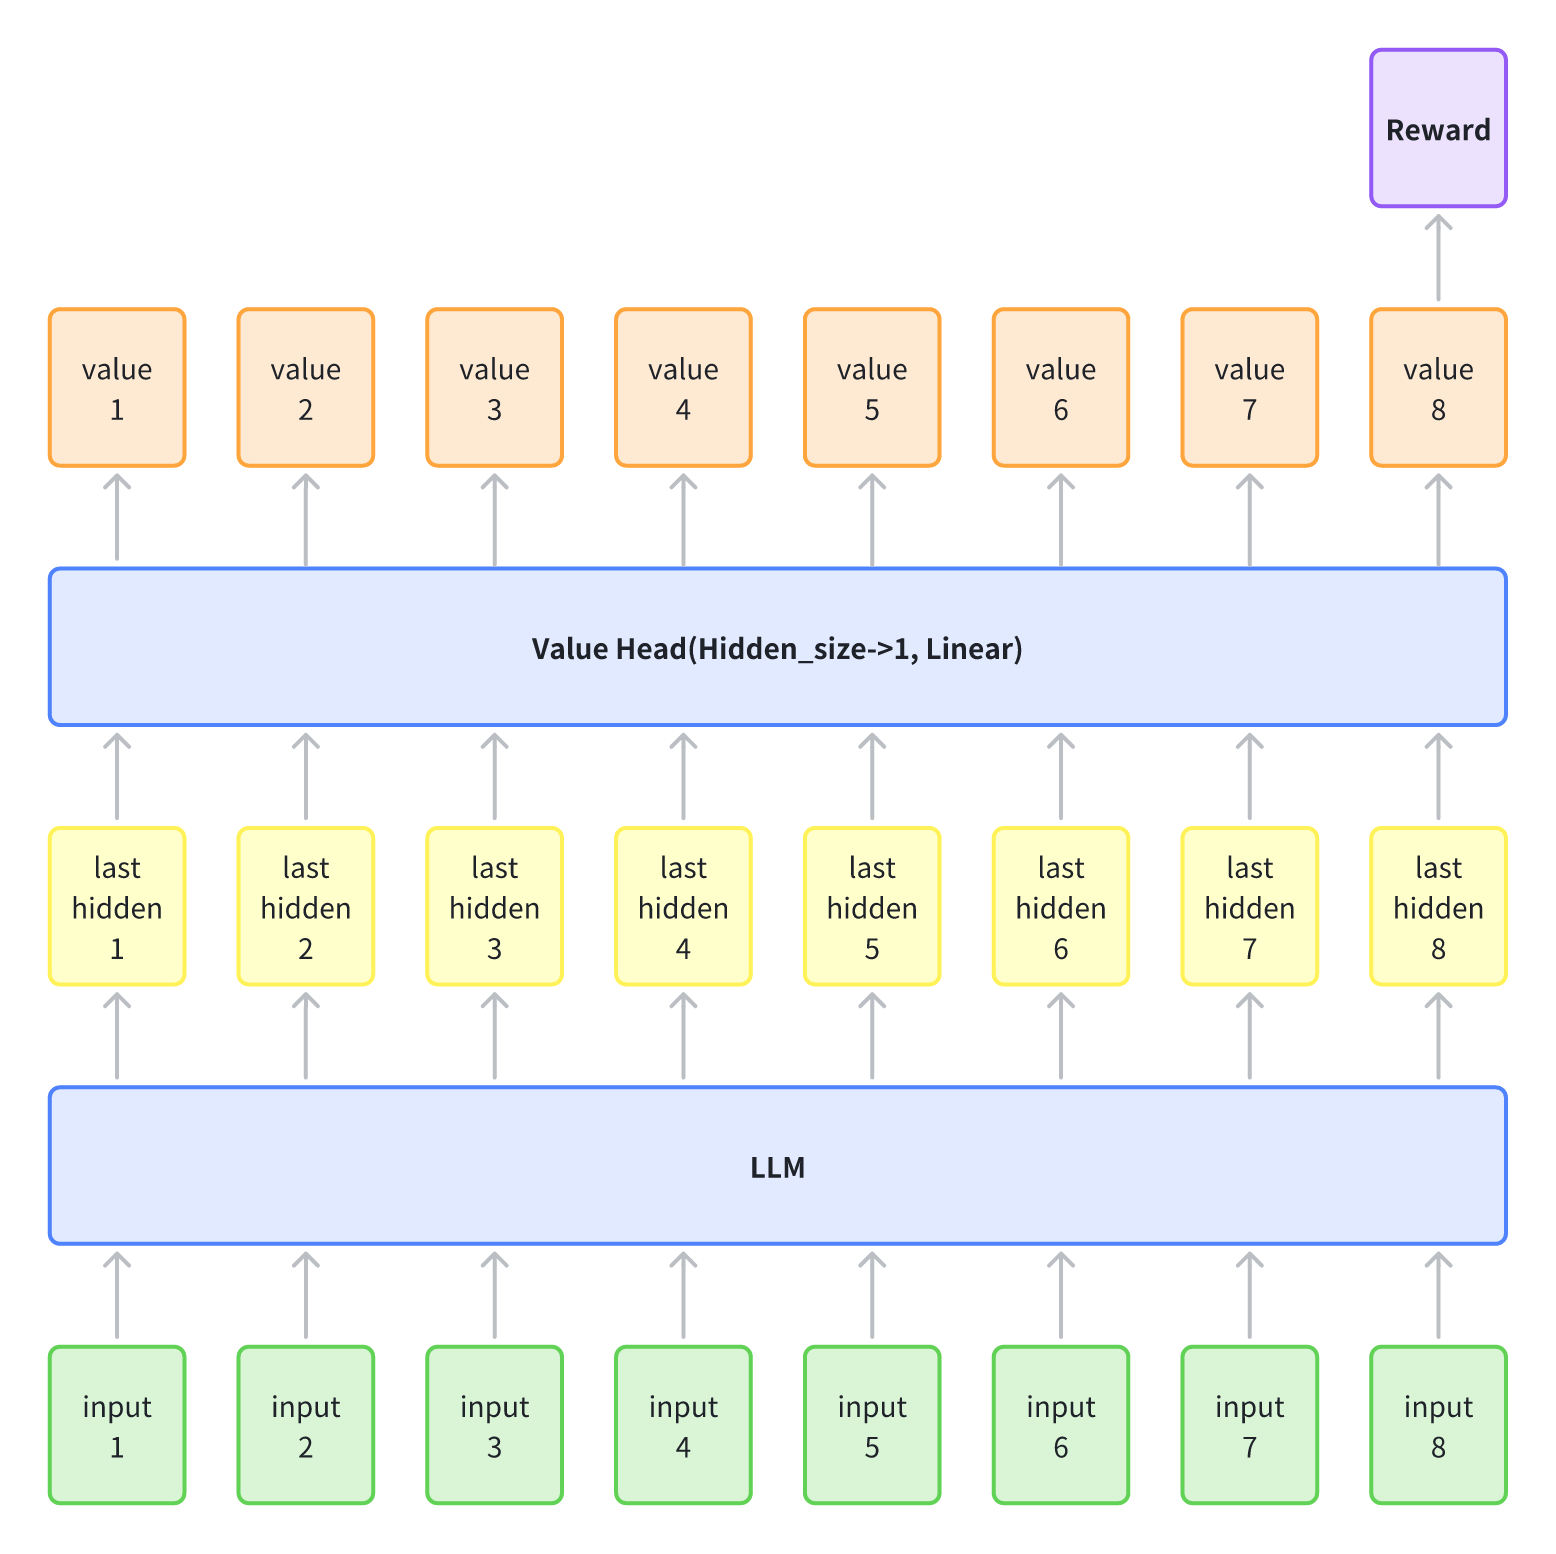 Reward
value
1
value
2
value
3
value
4
value
5
value
6
value
7
value
8
Value Head(Hidden_size->1, Linear)
last
hidden
1
last
hidden
2
last
hidden
3
last
hidden
4
last
hidden
5
last
hidden
6
last
hidden
7
last
hidden
8
LLM
input
1
input
2
input
3
input
4
input
5
input
6
input
7
input
8